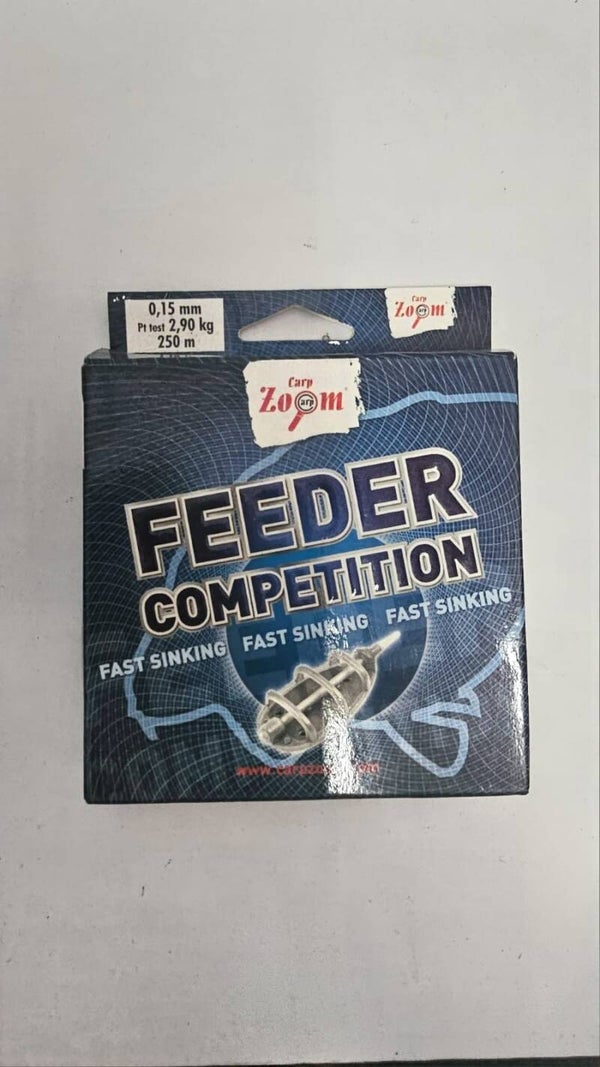 0,15 mm
Pt test 2,90 kg
250 m
Carp
Zoom
Carp
Zoom
Carp
FEEDER
COMPETITION
FAST SINKING FAST SINKING FAST SINKING